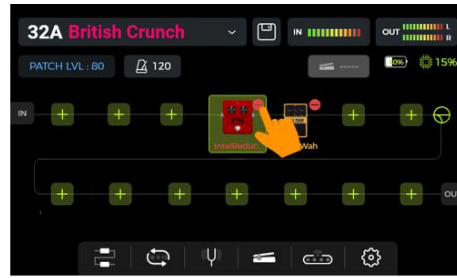 32A British Crunch
IN
OUT
L
R
PATCH LVL : 80
120
-----
0%
15%
IN
IntelReduc
Wah
OU